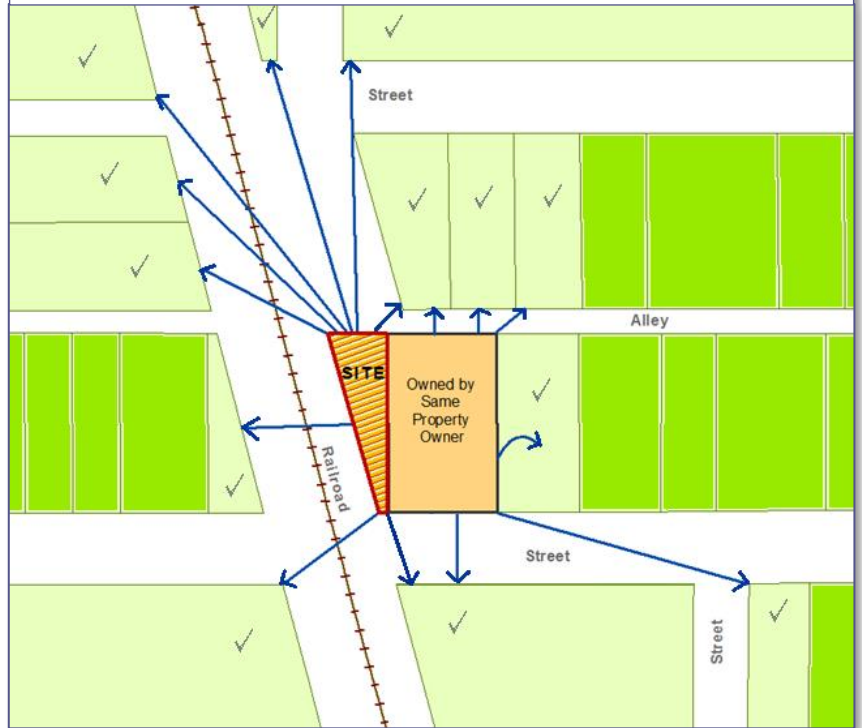 Street
Alley
SITE
Owned by
Same
Property
Owner
Railroad
Street
Street